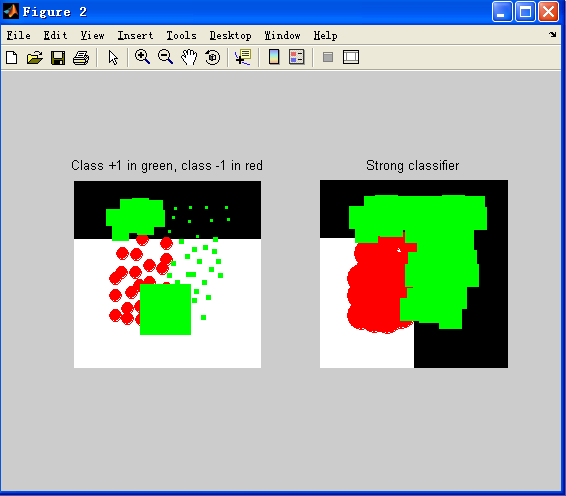 Figure 2
File Edit View Insert Tools Desktop Window Help
Class +1 in green, class -1 in red
Strong classifier